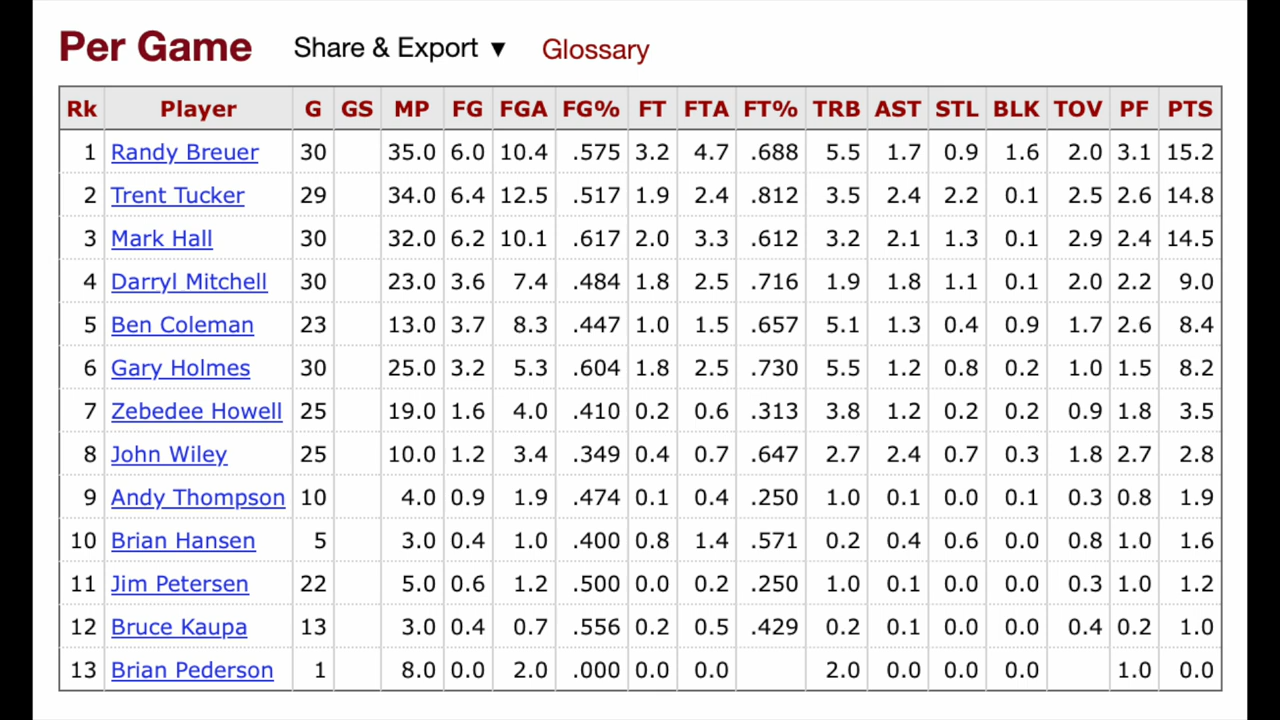 Per Game Share & Export ▼ Glossary
Rk Player G GS MP FG FGA FG% FT FTA FT% TRB AST STL BLK TOV PF PTS
1 Randy Breuer 30 35.0 6.0 10.4 .575 3.2 4.7 .688 5.5 1.7 0.9 1.6 2.0 3.1 15.2
2 Trent Tucker 29 34.0 6.4 12.5 .517 1.9 2.4 .812 3.5 2.4 2.2 0.1 2.5 2.6 14.8
3 Mark Hall 30 32.0 6.2 10.1 .617 2.0 3.3 .612 3.2 2.1 1.3 0.1 2.9 2.4 14.5
4 Darryl Mitchell 30 23.0 3.6 7.4 .484 1.8 2.5 .716 1.9 1.8 1.1 0.1 2.0 2.2 9.0
5 Ben Coleman 23 13.0 3.7 8.3 .447 1.0 1.5 .657 5.1 1.3 0.4 0.9 1.7 2.6 8.4
6 Gary Holmes 30 25.0 3.2 5.3 .604 1.8 2.5 .730 5.5 1.2 0.8 0.2 1.0 1.5 8.2
7 Zebedee Howell 25 19.0 1.6 4.0 .410 0.2 0.6 .313 3.8 1.2 0.2 0.2 0.9 1.8 3.5
8 John Wiley 25 10.0 1.2 3.4 .349 0.4 0.7 .647 2.7 2.4 0.7 0.3 1.8 2.7 2.8
9 Andy Thompson 10 4.0 0.9 1.9 .474 0.1 0.4 .250 1.0 0.1 0.0 0.1 0.3 0.8 1.9
10 Brian Hansen 5 3.0 0.4 1.0 .400 0.8 1.4 .571 0.2 0.4 0.6 0.0 0.8 1.0 1.6
11 Jim Petersen 22 5.0 0.6 1.2 .500 0.0 0.2 .250 1.0 0.1 0.0 0.0 0.3 1.0 1.2
12 Bruce Kaupa 13 3.0 0.4 0.7 .556 0.2 0.5 .429 0.2 0.1 0.0 0.0 0.4 0.2 1.0
13 Brian Pederson 1 8.0 0.0 2.0 .000 0.0 0.0 2.0 0.0 0.0 0.0 1.0 0.0